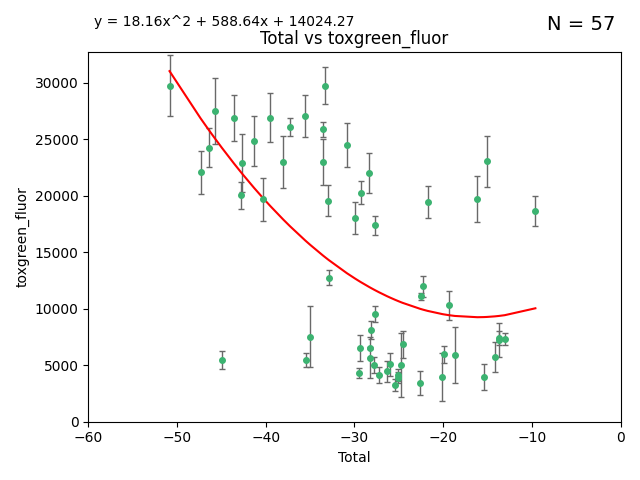 y = 18.16x^2 + 588.64x + 14024.27
N = 57
Total vs toxgreen_fluor
30000
25000
20000
15000
10000
5000
0
toxgreen_fluor
−60
−50
−40
−30
−20
−10
0
Total